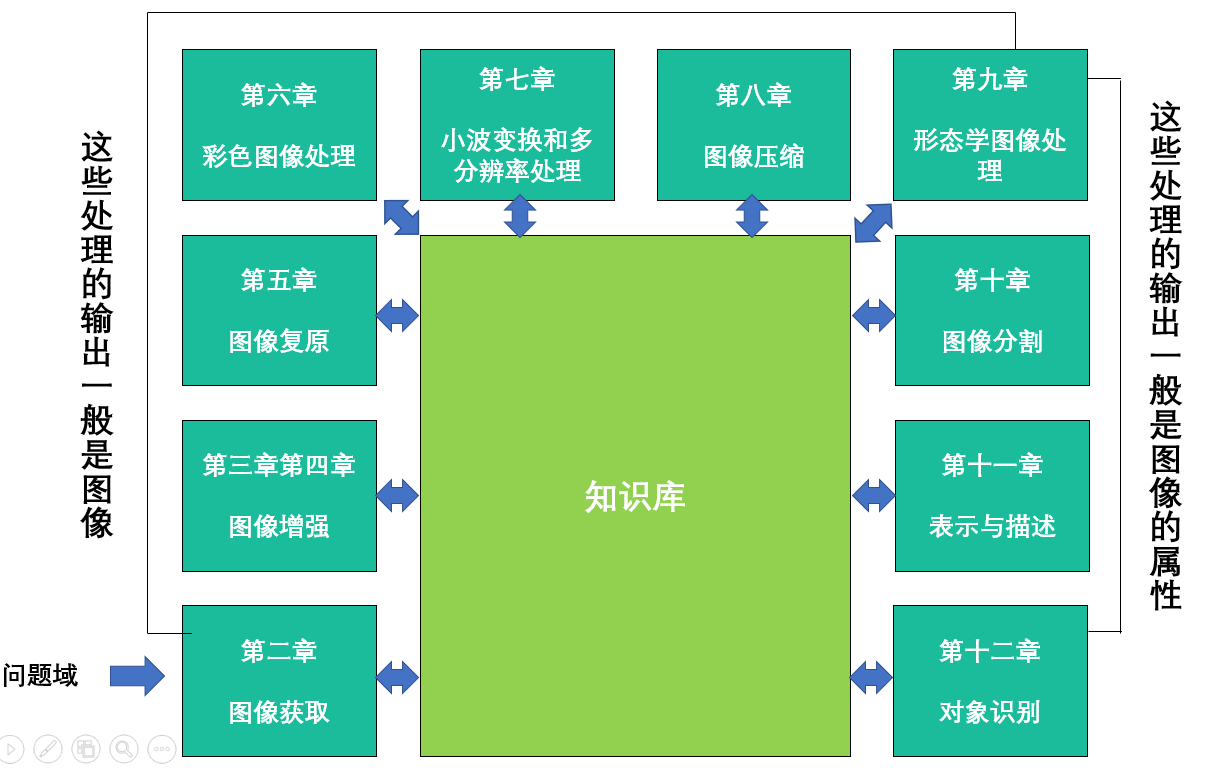 第六章
彩色图像处理
第七章
小波变换和多
分辨率处理
第八章
图像压缩
第九章
形态学图像处
理
这些处理的输出一般是图像
这些处理的输出一般是图像的属性
第五章
图像复原
第十章
图像分割
第三章第四章
图像增强
知识库
第十一章
表示与描述
问题域
第二章
图像获取
第十二章
对象识别